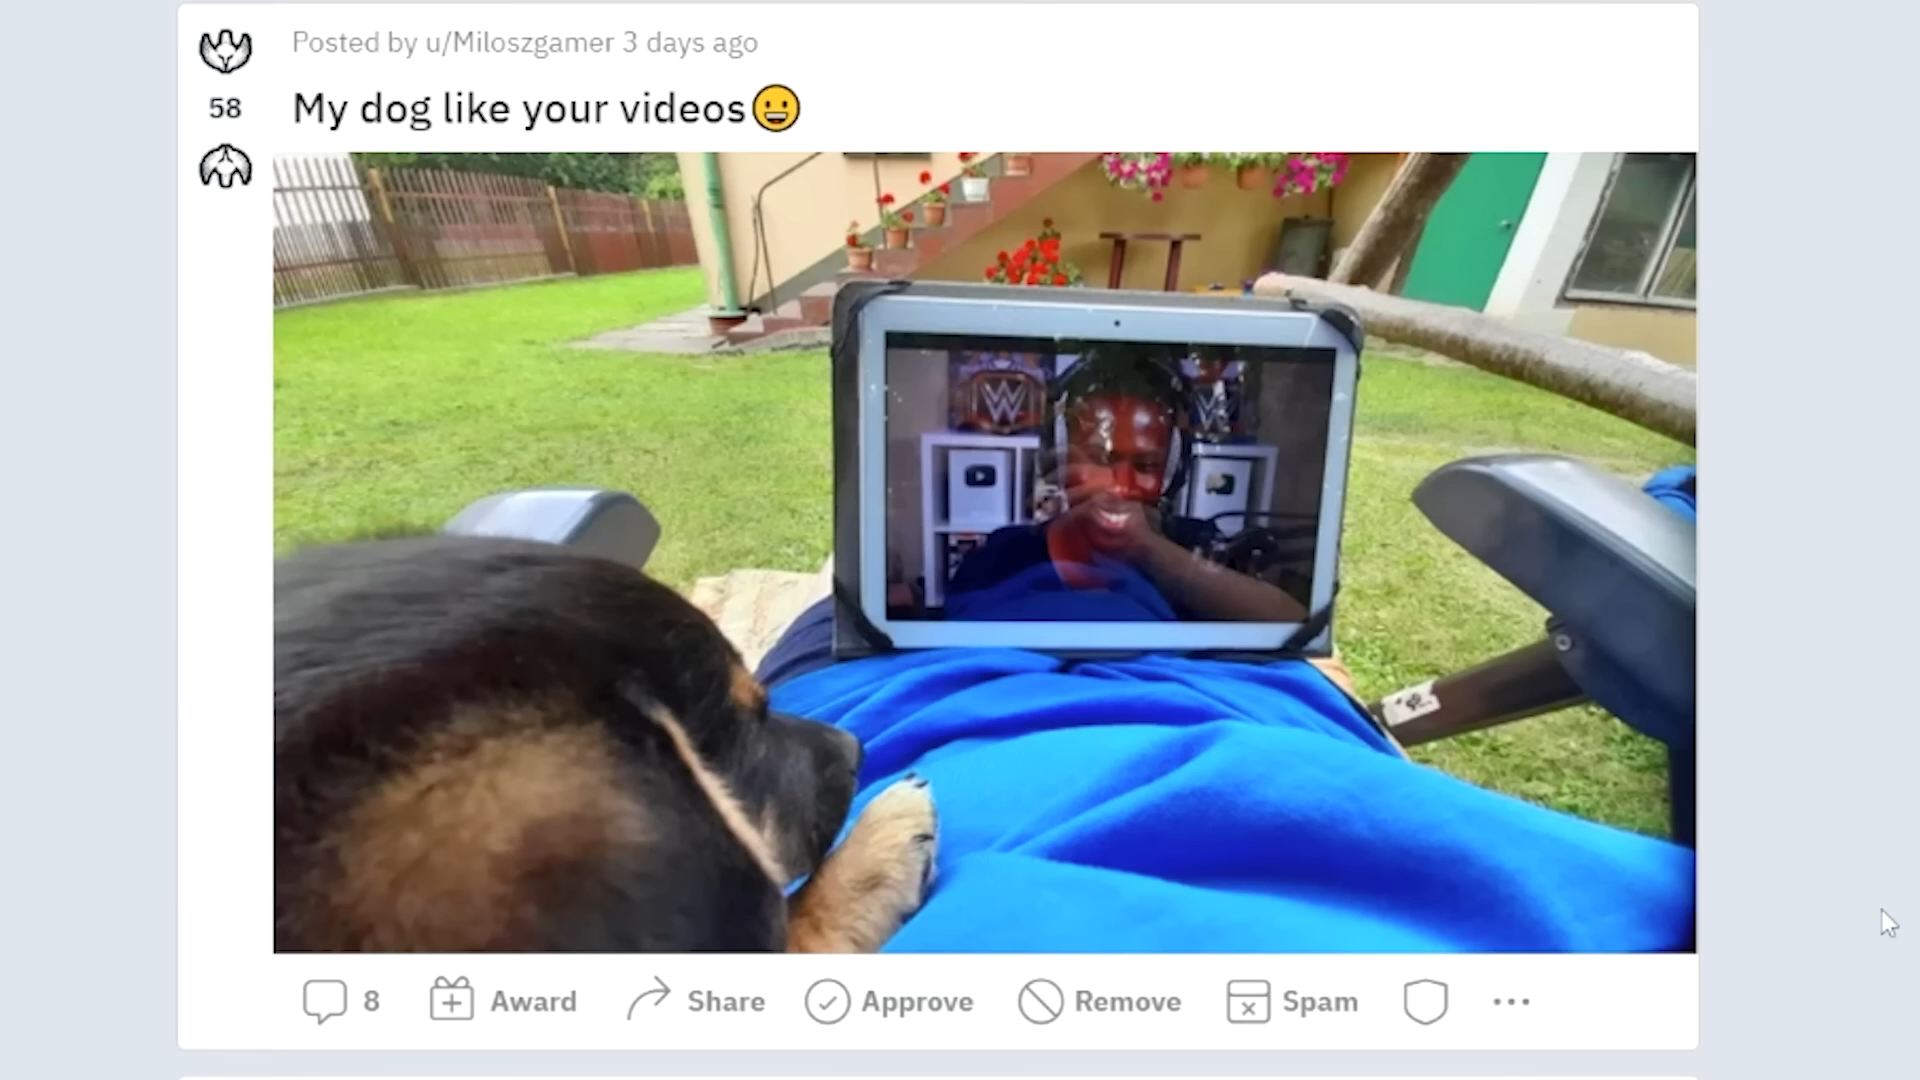 Posted by u/Miloszgamer 3 days ago
58
My dog like your videos😀
W
W
8
Award
Share
Approve
Remove
Spam